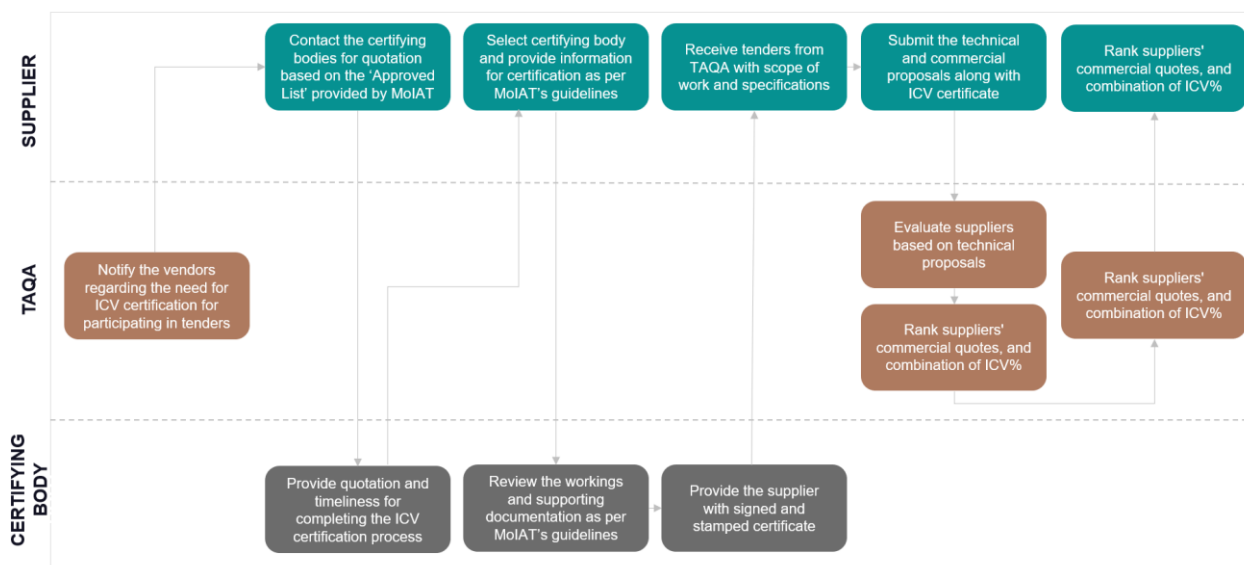 SUPPLIER
Contact the certifying
bodies for quotation
based on the ‘Approved
List’ provided by MoIAT
Select certifying body
and provide information
for certification as per
MoIAT’s guidelines
Receive tenders from
TAQA with scope of
work and specifications
Submit the technical
and commercial
proposals along with
ICV certificate
Rank suppliers'
commercial quotes, and
combination of ICV%
TAQA
Notify the vendors
regarding the need for
ICV certification for
participating in tenders
Evaluate suppliers
based on technical
proposals
Rank suppliers'
commercial quotes, and
combination of ICV%
Rank suppliers'
commercial quotes, and
combination of ICV%
CERTIFYING
BODY
Provide quotation and
timeliness for
completing the ICV
certification process
Review the workings
and supporting
documentation as per
MoIAT’s guidelines
Provide the supplier
with signed and
stamped certificate